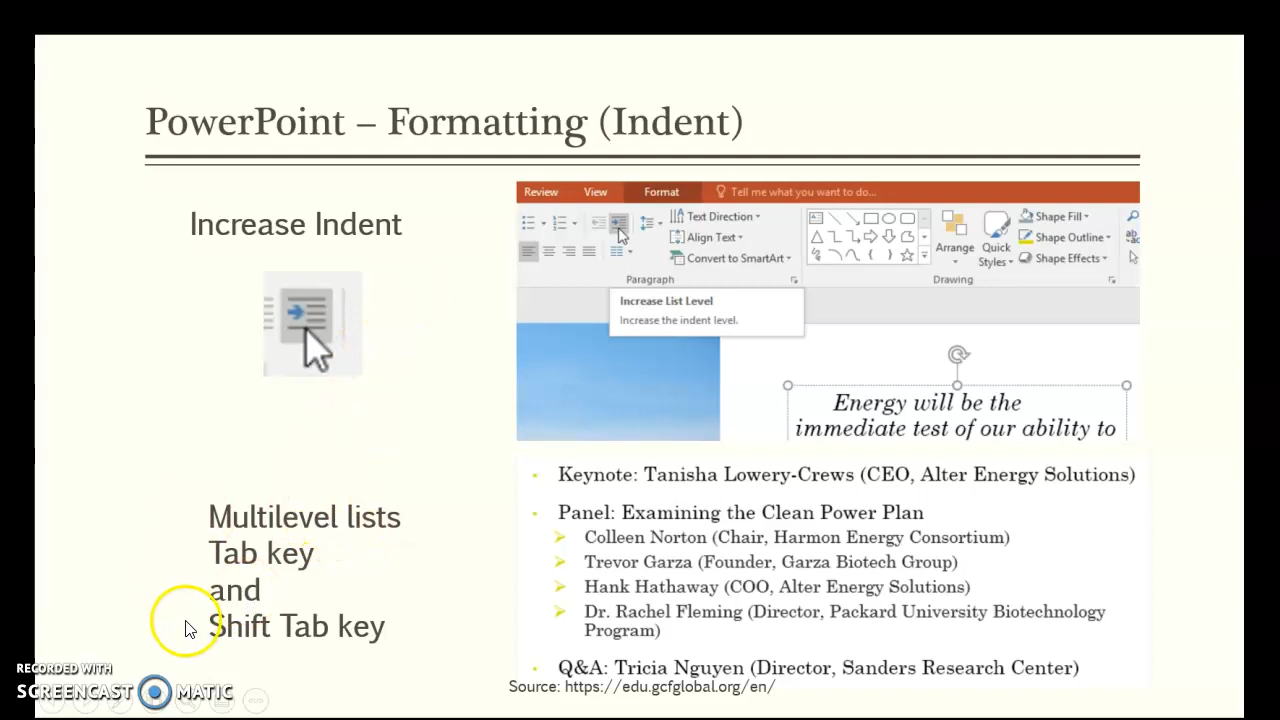 PowerPoint – Formatting (Indent)
Increase Indent
Review View Format Tell me what you want to do...
Text Direction
Align Text
Convert to SmartArt
Paragraph
Arrange
Quick
Styles
Shape Fill
Shape Outline
Shape Effects
Drawing
Increase List Level
Increase the indent level.
Energy will be the
immediate test of our ability to
Multilevel lists
Tab key
and
Shift Tab key
Keynote: Tanisha Lowery-Crews (CEO, Alter Energy Solutions)
Panel: Examining the Clean Power Plan
Colleen Norton (Chair, Harmon Energy Consortium)
Trevor Garza (Founder, Garza Biotech Group)
Hank Hathaway (COO, Alter Energy Solutions)
Dr. Rachel Fleming (Director, Packard University Biotechnology
Program)
Q&A: Tricia Nguyen (Director, Sanders Research Center)
Source: https://edu.gcfglobal.org/en/
RECORDED WITH
SCREENCAST MATIC